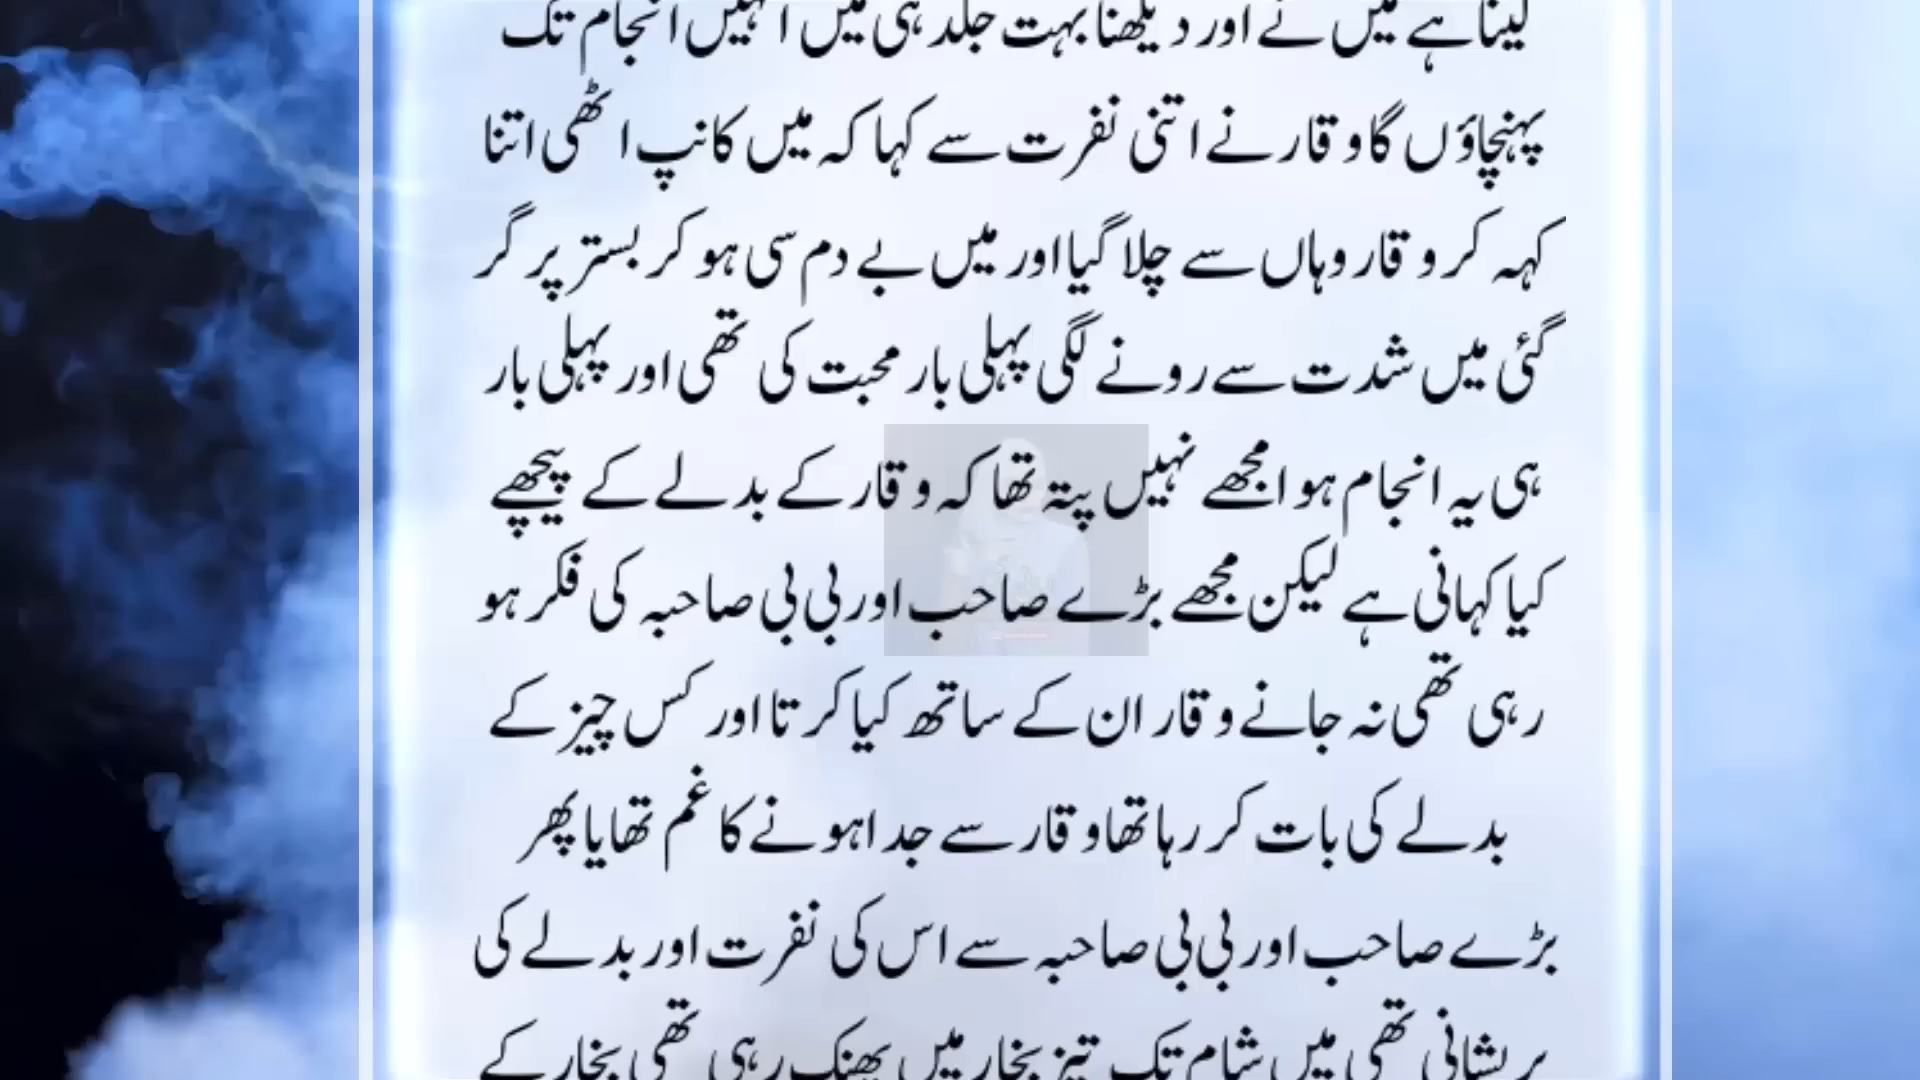 لینا ہے میں نے اور دیکھنا بہت جلد ہی میں انہیں انجام تک
پہنچاؤں گا وقار نے اتنی نفرت سے کہا کہ میں کانپ اٹھی اتنا
کہہ کر وقار وہاں سے چلا گیا اور میں بے دم سی ہو کر بستر پر گر
گئی میں شدت سے رونے لگی پہلی بار محبت کی تھی اور پہلی بار
ہی یہ انجام ہوا مجھے نہیں پتہ تھا کہ وقار کے بدلے کے پیچھے
کیا کہانی ہے لیکن مجھے بڑے صاحب اور بی بی صاحبہ کی فکر ہو
رہی تھی نہ جانے وقار ان کے ساتھ کیا کرتا اور کس چیز کے
بدلے کی بات کر رہا تھا وقار سے جدا ہونے کا غم تھا یا پھر
بڑے صاحب اور بی بی صاحبہ سے اس کی نفرت اور بدلے کی
پریشانی تھی میں شام تک تیز بخار میں پھنک رہی تھی بخار کے